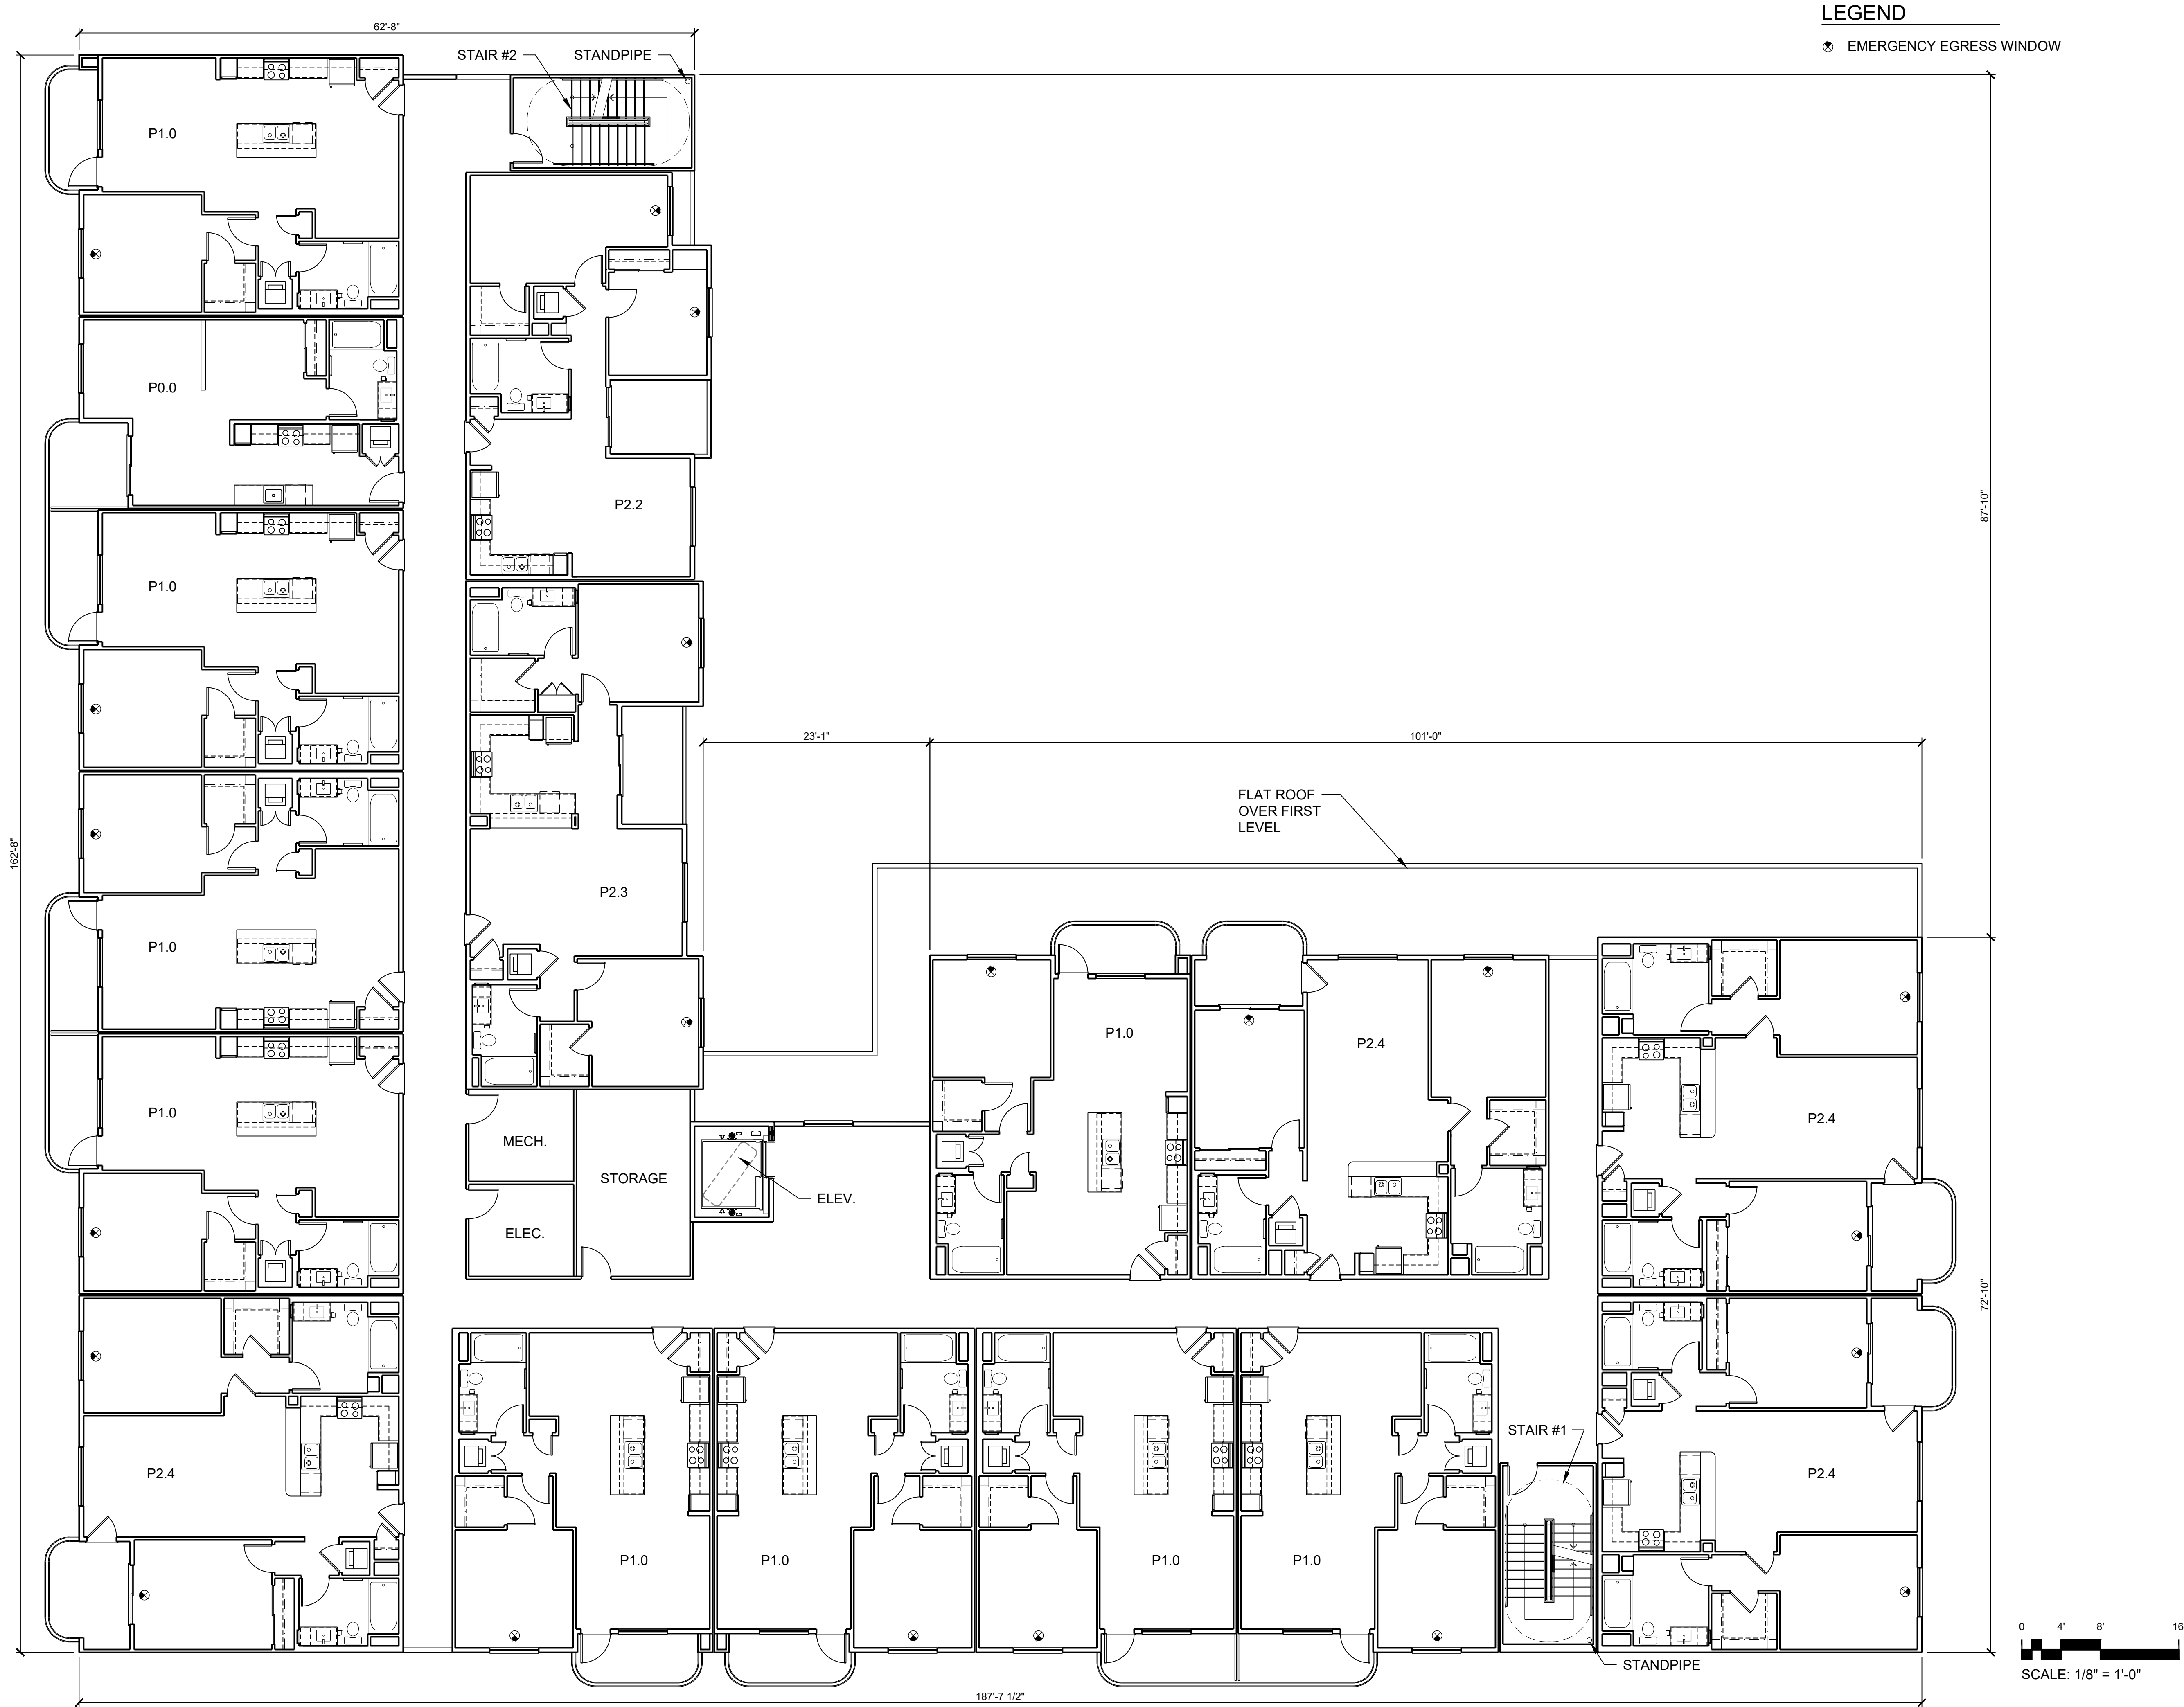 LEGEND
EMERGENCY EGRESS WINDOW
62'-8"
STAIR #2
STANDPIPE
P1.0
P0.0
P2.2
87'-10"
P1.0
23'-1"
101'-0"
FLAT ROOF
OVER FIRST
LEVEL
162'-8"
P2.3
P1.0
P1.0
P2.4
P1.0
P2.4
MECH.
STORAGE
ELEV.
ELEC.
72'-10"
STAIR #1
P2.4
P2.4
P1.0
P1.0
P1.0
P1.0
0 4' 8' 16
STANDPIPE
SCALE: 1/8" = 1'-0"
187'-7 1/2"